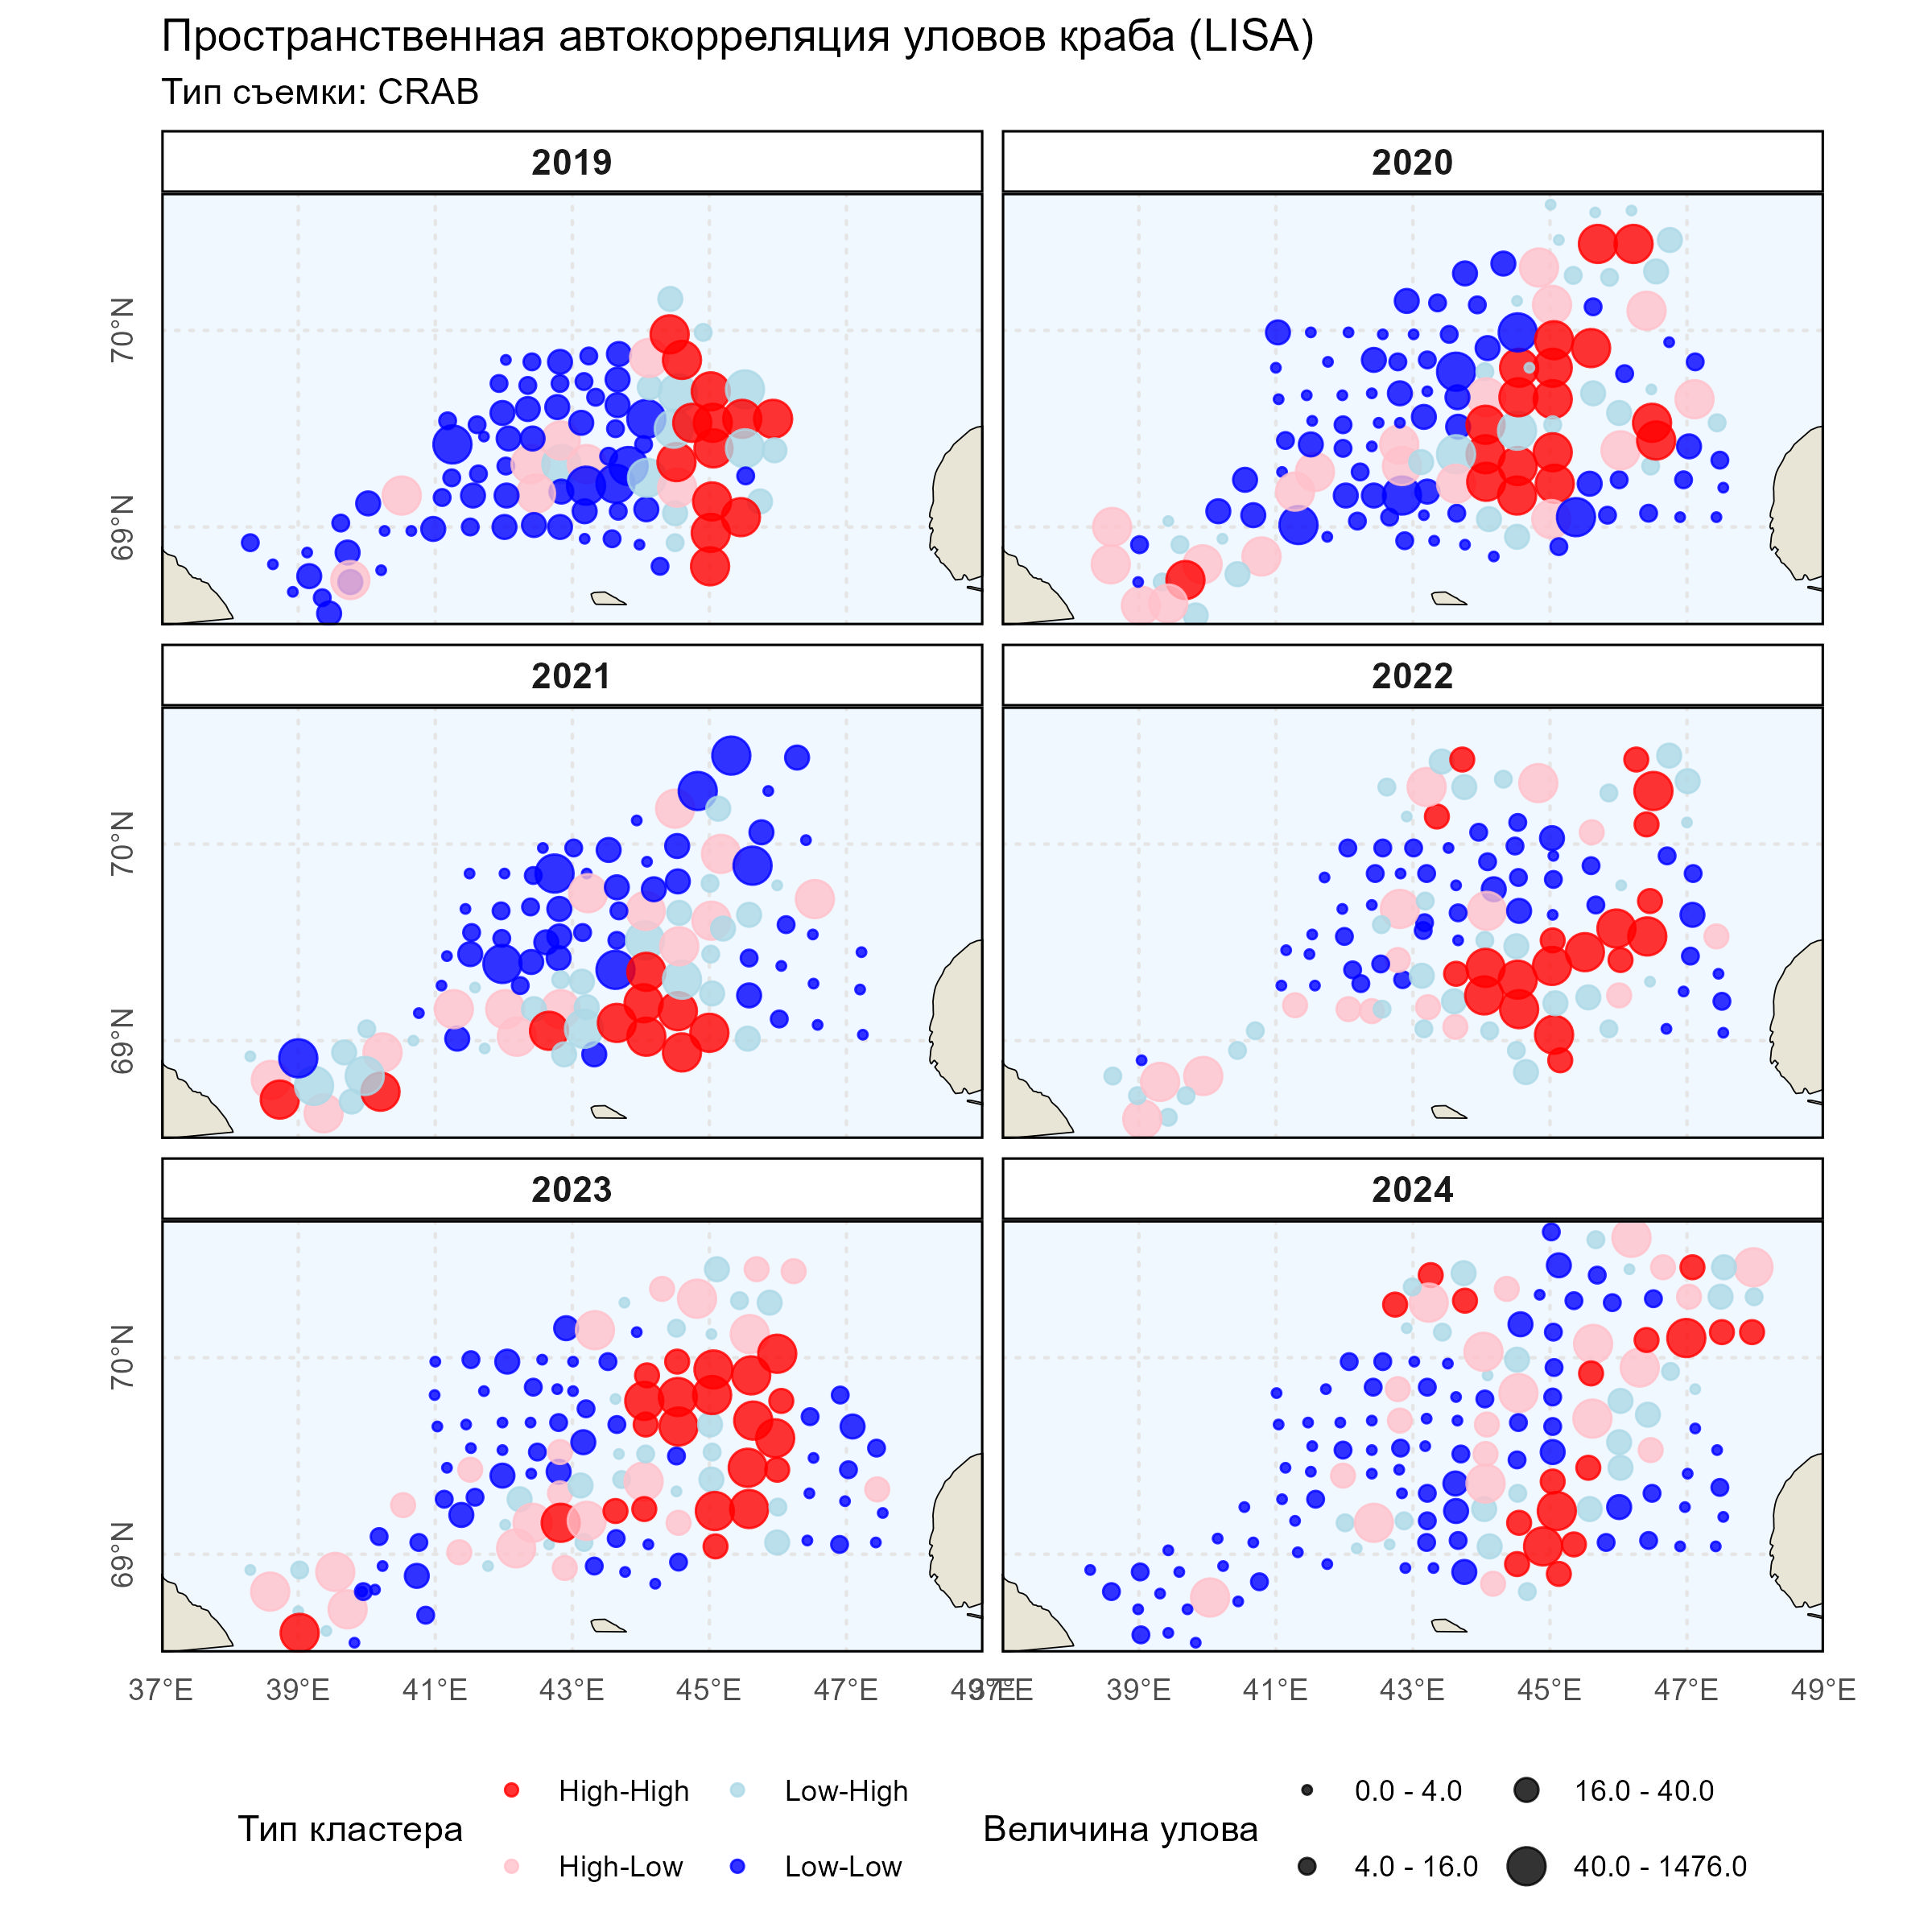 Пространственная автокорреляция уловов краба (LISA)
Тип съемки: CRAB
2019 2020
70°N
69°N
2021 2022
70°N
69°N
2023 2024
70°N
69°N
37°E 39°E 41°E 43°E 45°E 47°E 49°E 37°E 39°E 41°E 43°E 45°E 47°E 49°E
Тип кластера
High-High Low-High
High-Low Low-Low
Величина улова
0.0 - 4.0 16.0 - 40.0
4.0 - 16.0 40.0 - 1476.0